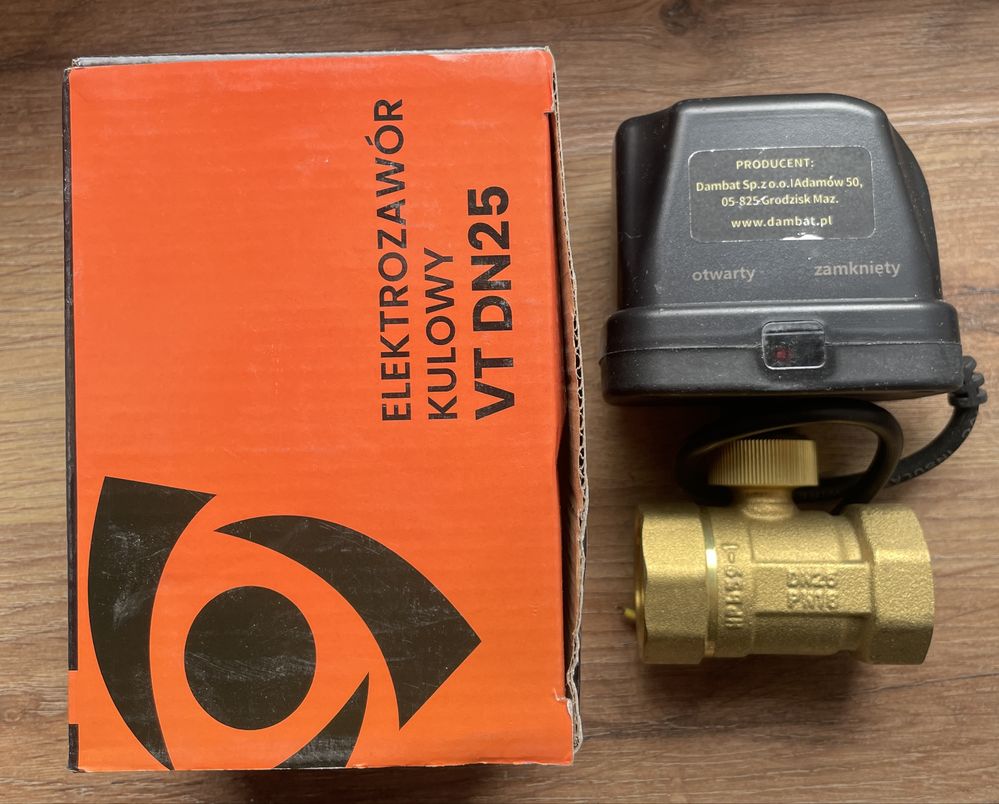 ELEKTROZAWÓR
KULOWY
VT DN25
PRODUCENT:
Dambat Sp. z o.o. Adamów 50,
05-825 Grodzisk Maz.
www.dambat.pl
otwarty
zamknięty
DN25
PN16